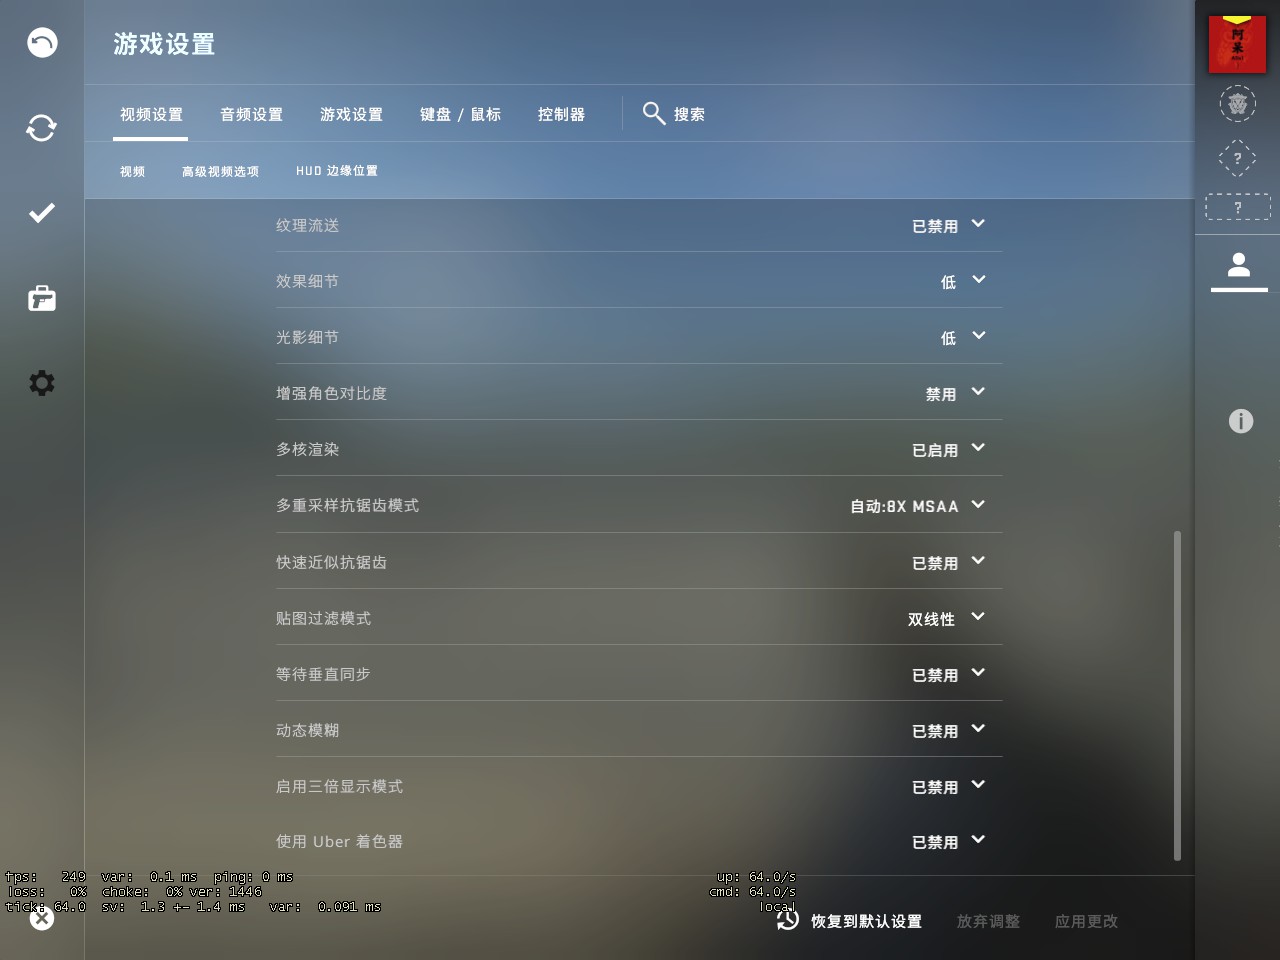 游戏设置
视频设置 音频设置 游戏设置 键盘 / 鼠标 控制器 搜索
视频 高级视频选项 HUD 边缘位置
纹理流送 已禁用
效果细节 低
光影细节 低
增强角色对比度 禁用
多核渲染 已启用
多重采样抗锯齿模式 自动:8X MSAA
快速近似抗锯齿 已禁用
贴图过滤模式 双线性
等待垂直同步 已禁用
动态模糊 已禁用
启用三倍显示模式 已禁用
使用 Uber 着色器 已禁用
fps: 249 var: 0.1 ms ping: 0 ms up: 64.0/s
loss: 0% choke: 0% ver: 1446 cmd: 64.0/s
tick: 64.0 sv: 1.3 +- 1.4 ms var: 0.091 ms local
恢复到默认设置 放弃调整 应用更改
?
?